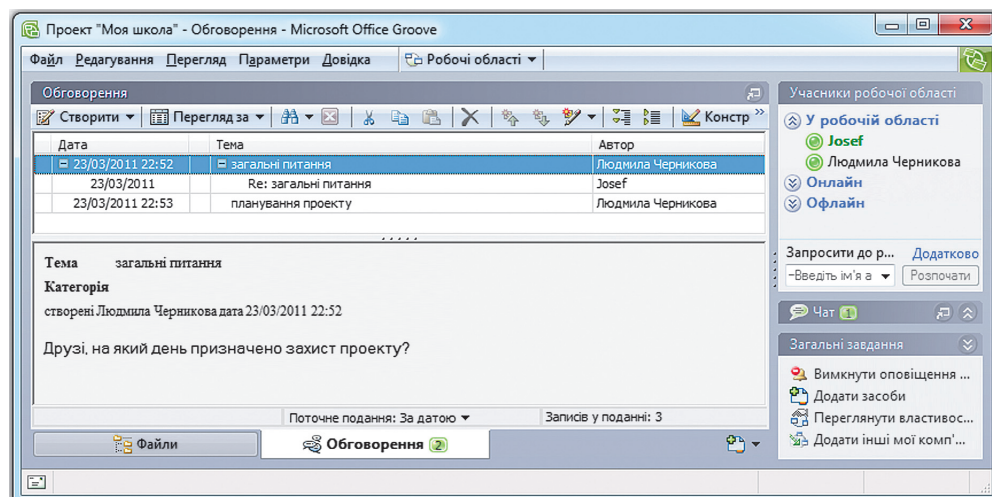 Проект "Моя школа" - Обговорення - Microsoft Office Groove
Файл Редагування Перегляд Параметри Довідка Робочі області
Обговорення
Створити Перегляд за Констр
Дата Тема Автор
23/03/2011 22:52 загальні питання Людмила Черникова
23/03/2011 Re: загальні питання Josef
23/03/2011 22:53 планування проекту Людмила Черникова
Тема загальні питання
Категорія
створені Людмила Черникова дата 23/03/2011 22:52
Друзі, на який день призначено захист проекту?
Поточне подання: За датою Записів у поданні: 3
Файли Обговорення 2
Учасники робочої області
У робочій області
Josef
Людмила Черникова
Онлайн
Офлайн
Запросити до р... Додатково
−Введіть ім'я а Розпочати
Чат 1
Загальні завдання
Вимкнути оповіщення ...
Додати засоби
Переглянути властивос...
Додати інші мої комп'...